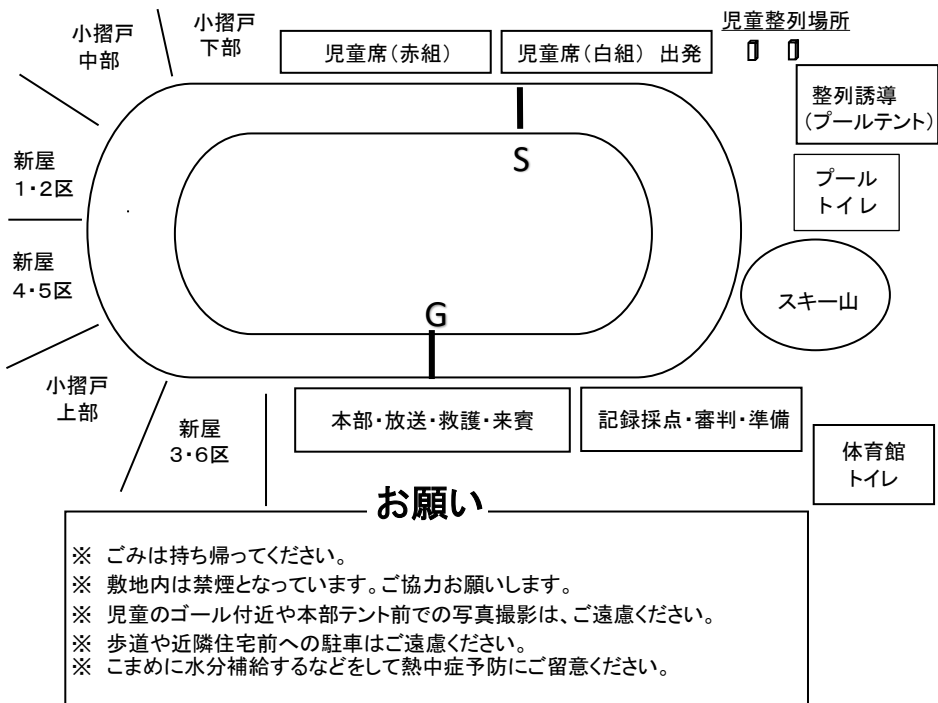 小摺戸
中部
小摺戸
下部
児童席(赤組)
児童席(白組) 出発
児童整列場所
整列誘導
(プールテント)
S
新屋
1・2区
プール
トイレ
新屋
4・5区
スキー山
G
小摺戸
上部
新屋
3・6区
本部・放送・救護・来賓
記録採点・審判・準備
体育館
トイレ
お願い
※ ごみは持ち帰ってください。
※ 敷地内は禁煙となっています。ご協力お願いします。
※ 児童のゴール付近や本部テント前での写真撮影は、ご遠慮ください。
※ 歩道や近隣住宅前への駐車はご遠慮ください。
※ こまめに水分補給するなどをして熱中症予防にご留意ください。